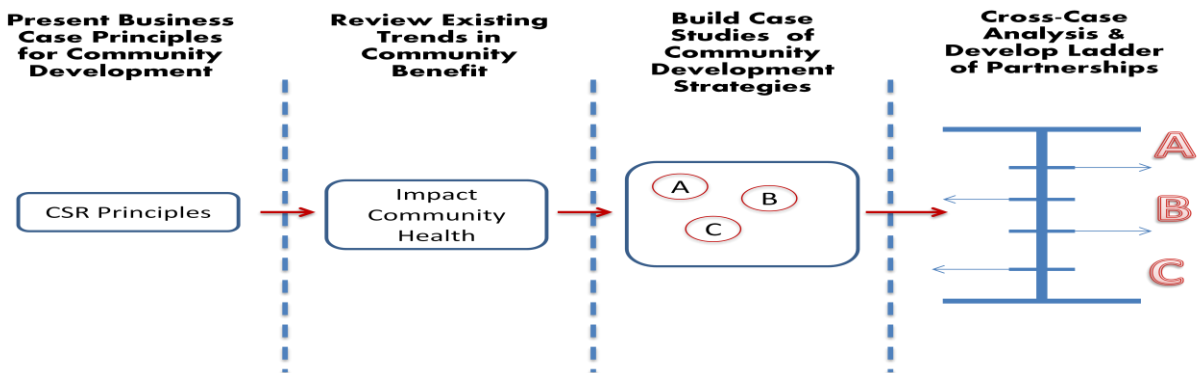 Present Business
Case Principles
for Community
Development
Review Existing
Trends in
Community
Benefit
Build Case
Studies of
Community
Development
Strategies
Cross-Case
Analysis &
Develop Ladder
of Partnerships
CSR Principles
Impact
Community
Health
A
B
C
A
B
C